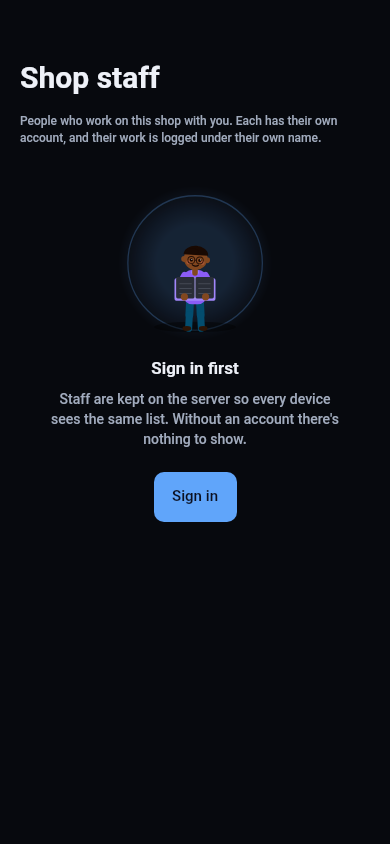 Shop staff
People who work on this shop with you. Each has their own
account, and their work is logged under their own name.
Sign in first
Staff are kept on the server so every device
sees the same list. Without an account there's
nothing to show.
Sign in